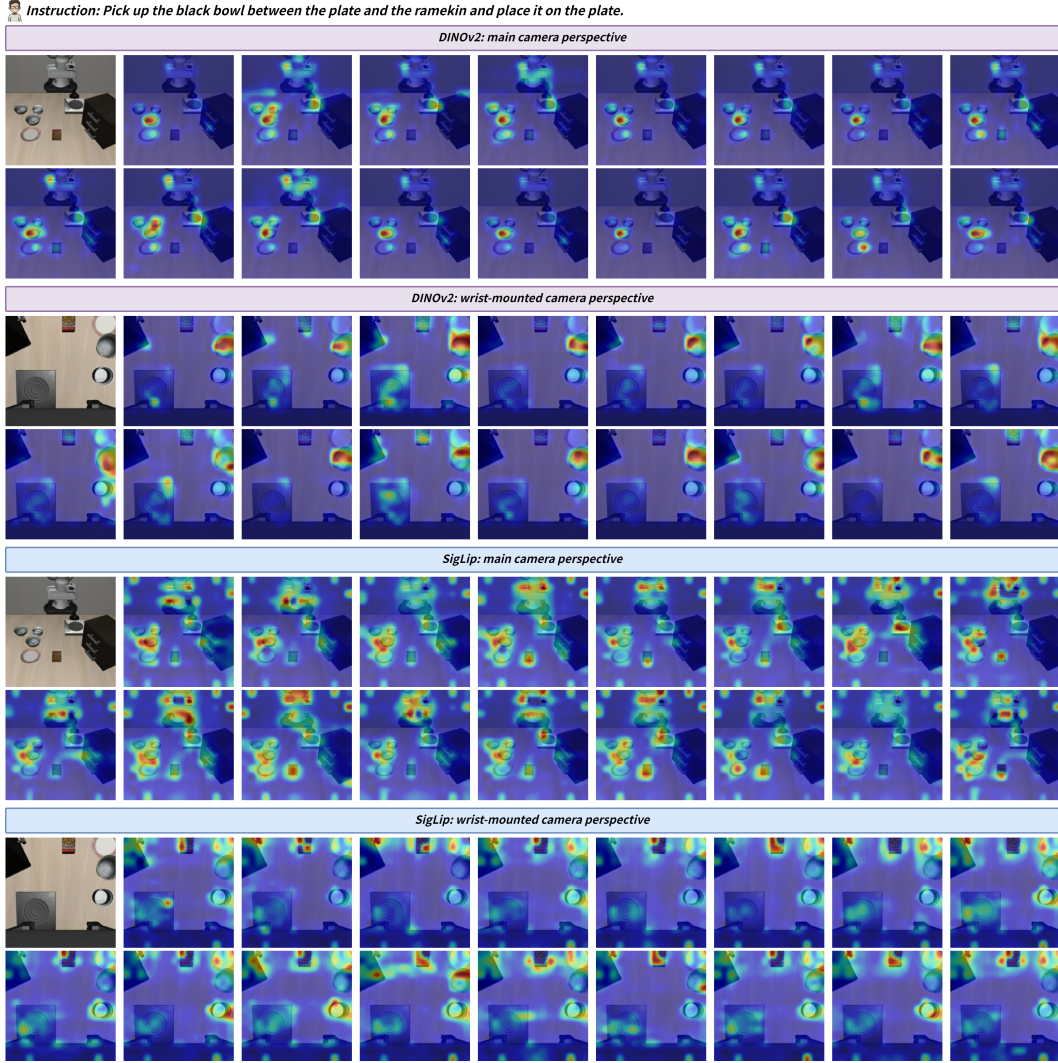 Instruction: Pick up the black bowl between the plate and the ramekin and place it on the plate.
DINOv2: main camera perspective
DINOv2: wrist-mounted camera perspective
SigLip: main camera perspective
SigLip: wrist-mounted camera perspective